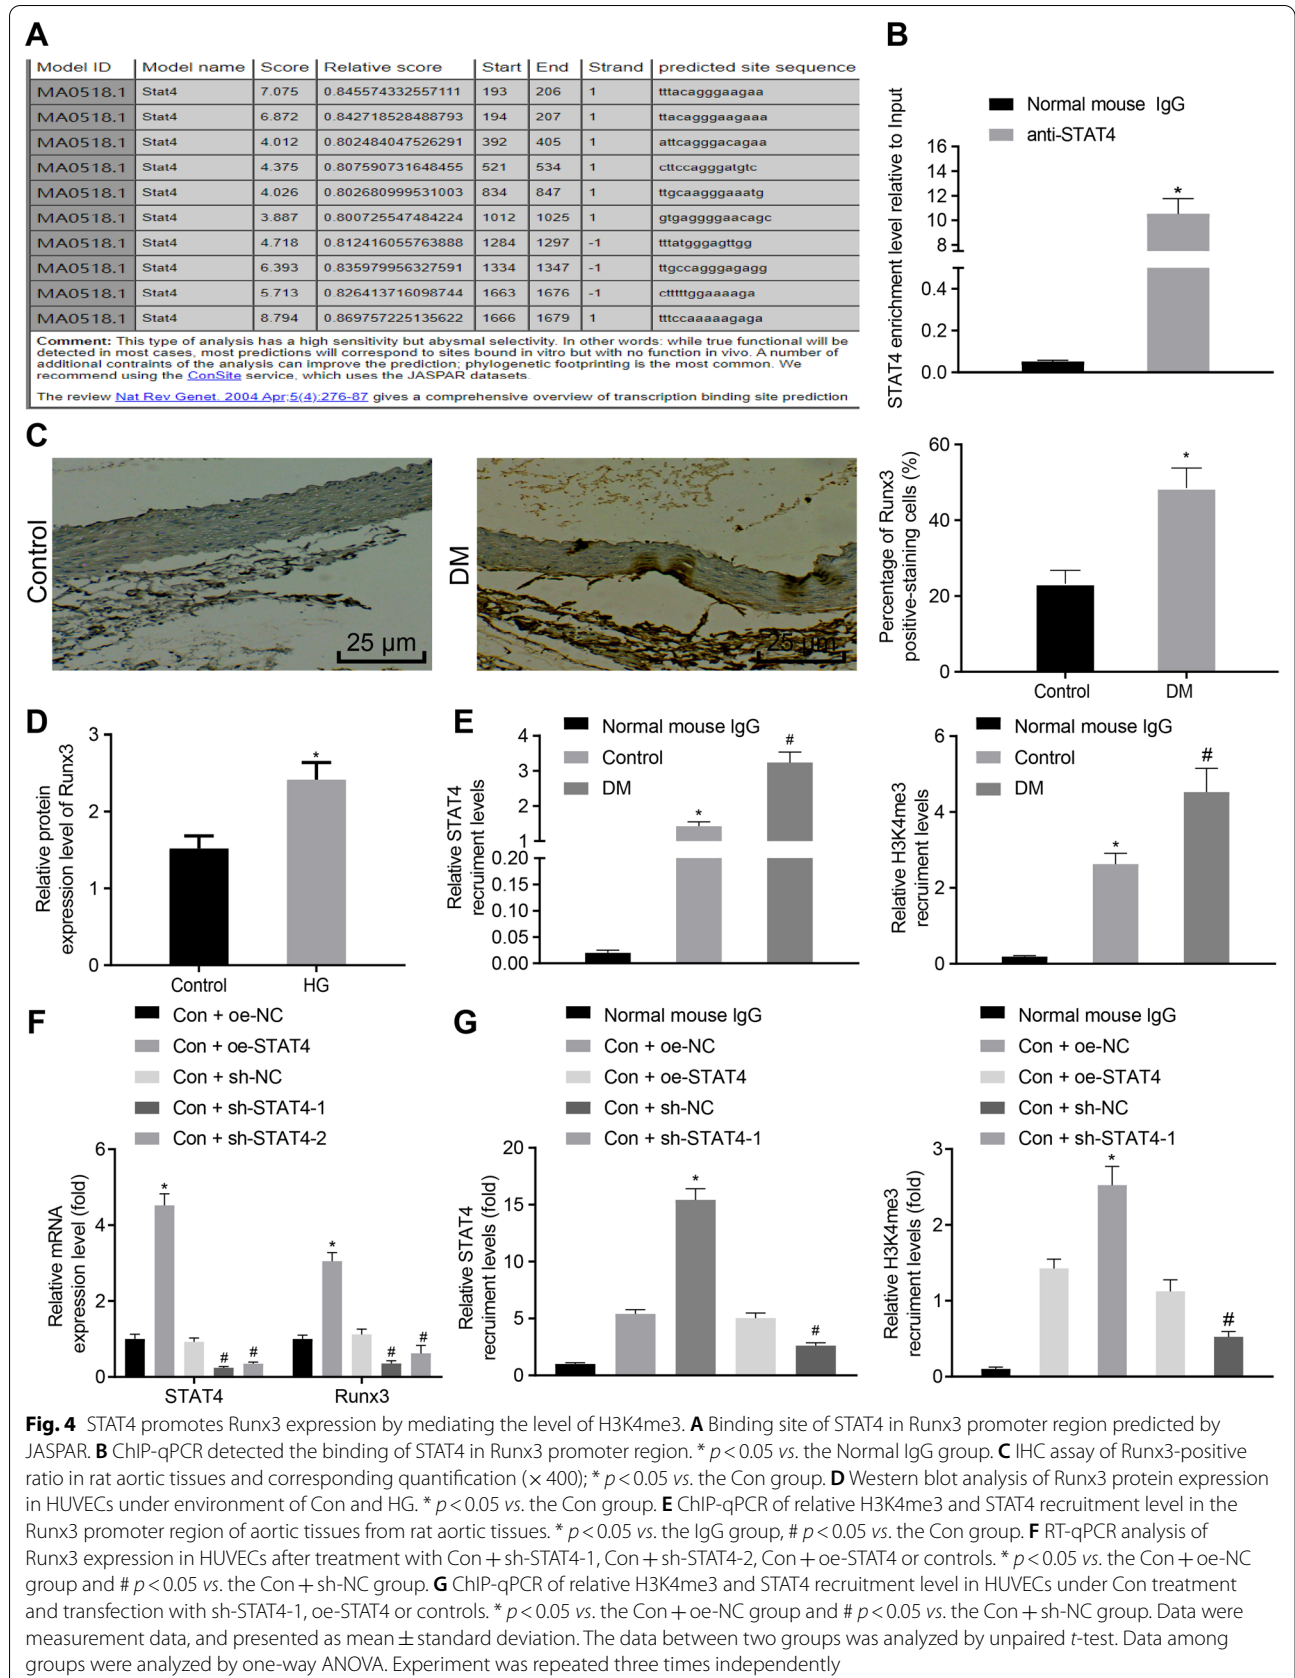 A
Model ID Model name Score Relative score Start End Strand predicted site sequence
MA0518.1 Stat4 7.075 0.845574332557111 193 206 1 tttacagggaagaa
MA0518.1 Stat4 6.872 0.842718528488793 194 207 1 ttacagggaagaaa
MA0518.1 Stat4 4.012 0.802484047526291 392 405 1 attcagggacagaa
MA0518.1 Stat4 4.375 0.807590731648455 521 534 1 cttccagggatgtc
MA0518.1 Stat4 4.026 0.802680999531003 834 847 1 ttgcaagggaaatg
MA0518.1 Stat4 3.887 0.800725547484224 1012 1025 1 gtgaggggaacagc
MA0518.1 Stat4 4.718 0.812416055763888 1284 1297 -1 tttatgggagttgg
MA0518.1 Stat4 6.393 0.835979956327591 1334 1347 -1 ttgccagggagagg
MA0518.1 Stat4 5.713 0.826413716098744 1663 1676 -1 ctttttggaaaaga
MA0518.1 Stat4 8.794 0.869757225135622 1666 1679 1 tttccaaaaagaga
Comment: This type of analysis has a high sensitivity but abysmal selectivity. In other words: while true functional will be
detected in most cases, most predictions will correspond to sites bound in vitro but with no function in vivo. A number of
additional contraints of the analysis can improve the prediction; phylogenetic footprinting is the most common. We
recommend using the ConSite service, which uses the JASPAR datasets.
The review Nat Rev Genet. 2004 Apr;5(4):276-87 gives a comprehensive overview of transcription binding site prediction
B
Normal mouse IgG
anti-STAT4
STAT4 enrichment level relative to Input
16
14
12
10
8
0.4
0.2
0.0
*
C
Control
25 µm
DM
25 µm
Percentage of Runx3
positive-staining cells (%)
60
40
20
0
*
Control DM
D
Relative protein
expression level of Runx3
3
2
1
0
*
Control HG
E
Normal mouse IgG
Control
DM
Relative STAT4
recruiment levels
4
3
2
1
0.20
0.15
0.10
0.05
0.00
*
#
Normal mouse IgG
Control
DM
Relative H3K4me3
recruiment levels
6
4
2
0
*
#
F
Con + oe-NC
Con + oe-STAT4
Con + sh-NC
Con + sh-STAT4-1
Con + sh-STAT4-2
Relative mRNA
expression level (fold)
6
4
2
0
*
# #
*
# #
STAT4 Runx3
G
Normal mouse IgG
Con + oe-NC
Con + oe-STAT4
Con + sh-NC
Con + sh-STAT4-1
Relative STAT4
recruiment levels (fold)
20
15
10
5
0
*
#
Normal mouse IgG
Con + oe-NC
Con + oe-STAT4
Con + sh-NC
Con + sh-STAT4-1
Relative H3K4me3
recruiment levels (fold)
3
2
1
0
*
#
Fig. 4 STAT4 promotes Runx3 expression by mediating the level of H3K4me3. A Binding site of STAT4 in Runx3 promoter region predicted by
JASPAR. B ChIP-qPCR detected the binding of STAT4 in Runx3 promoter region. * p < 0.05 vs. the Normal IgG group. C IHC assay of Runx3-positive
ratio in rat aortic tissues and corresponding quantification (× 400); * p < 0.05 vs. the Con group. D Western blot analysis of Runx3 protein expression
in HUVECs under environment of Con and HG. * p < 0.05 vs. the Con group. E ChIP-qPCR of relative H3K4me3 and STAT4 recruitment level in the
Runx3 promoter region of aortic tissues from rat aortic tissues. * p < 0.05 vs. the IgG group, # p < 0.05 vs. the Con group. F RT-qPCR analysis of
Runx3 expression in HUVECs after treatment with Con + sh-STAT4-1, Con + sh-STAT4-2, Con + oe-STAT4 or controls. * p < 0.05 vs. the Con + oe-NC
group and # p < 0.05 vs. the Con + sh-NC group. G ChIP-qPCR of relative H3K4me3 and STAT4 recruitment level in HUVECs under Con treatment
and transfection with sh-STAT4-1, oe-STAT4 or controls. * p < 0.05 vs. the Con + oe-NC group and # p < 0.05 vs. the Con + sh-NC group. Data were
measurement data, and presented as mean ± standard deviation. The data between two groups was analyzed by unpaired t-test. Data among
groups were analyzed by one-way ANOVA. Experiment was repeated three times independently